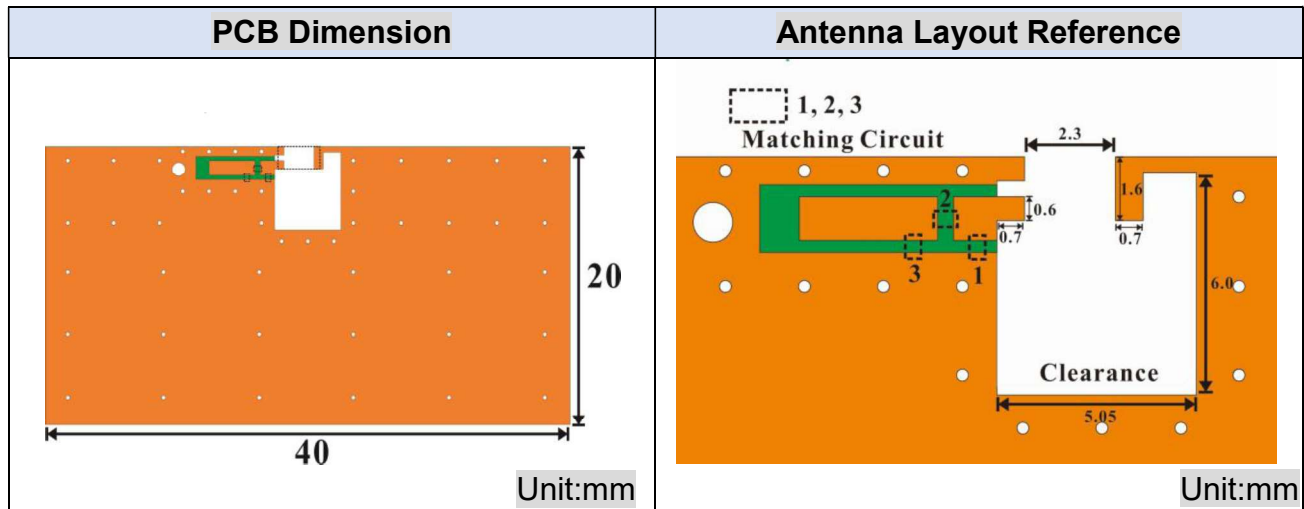 PCB Dimension
Antenna Layout Reference
20
40
Unit:mm
1, 2, 3
Matching Circuit
2.3
2
1.6
0.6
0.7
0.7
3
1
6.0
Clearance
5.05
Unit:mm